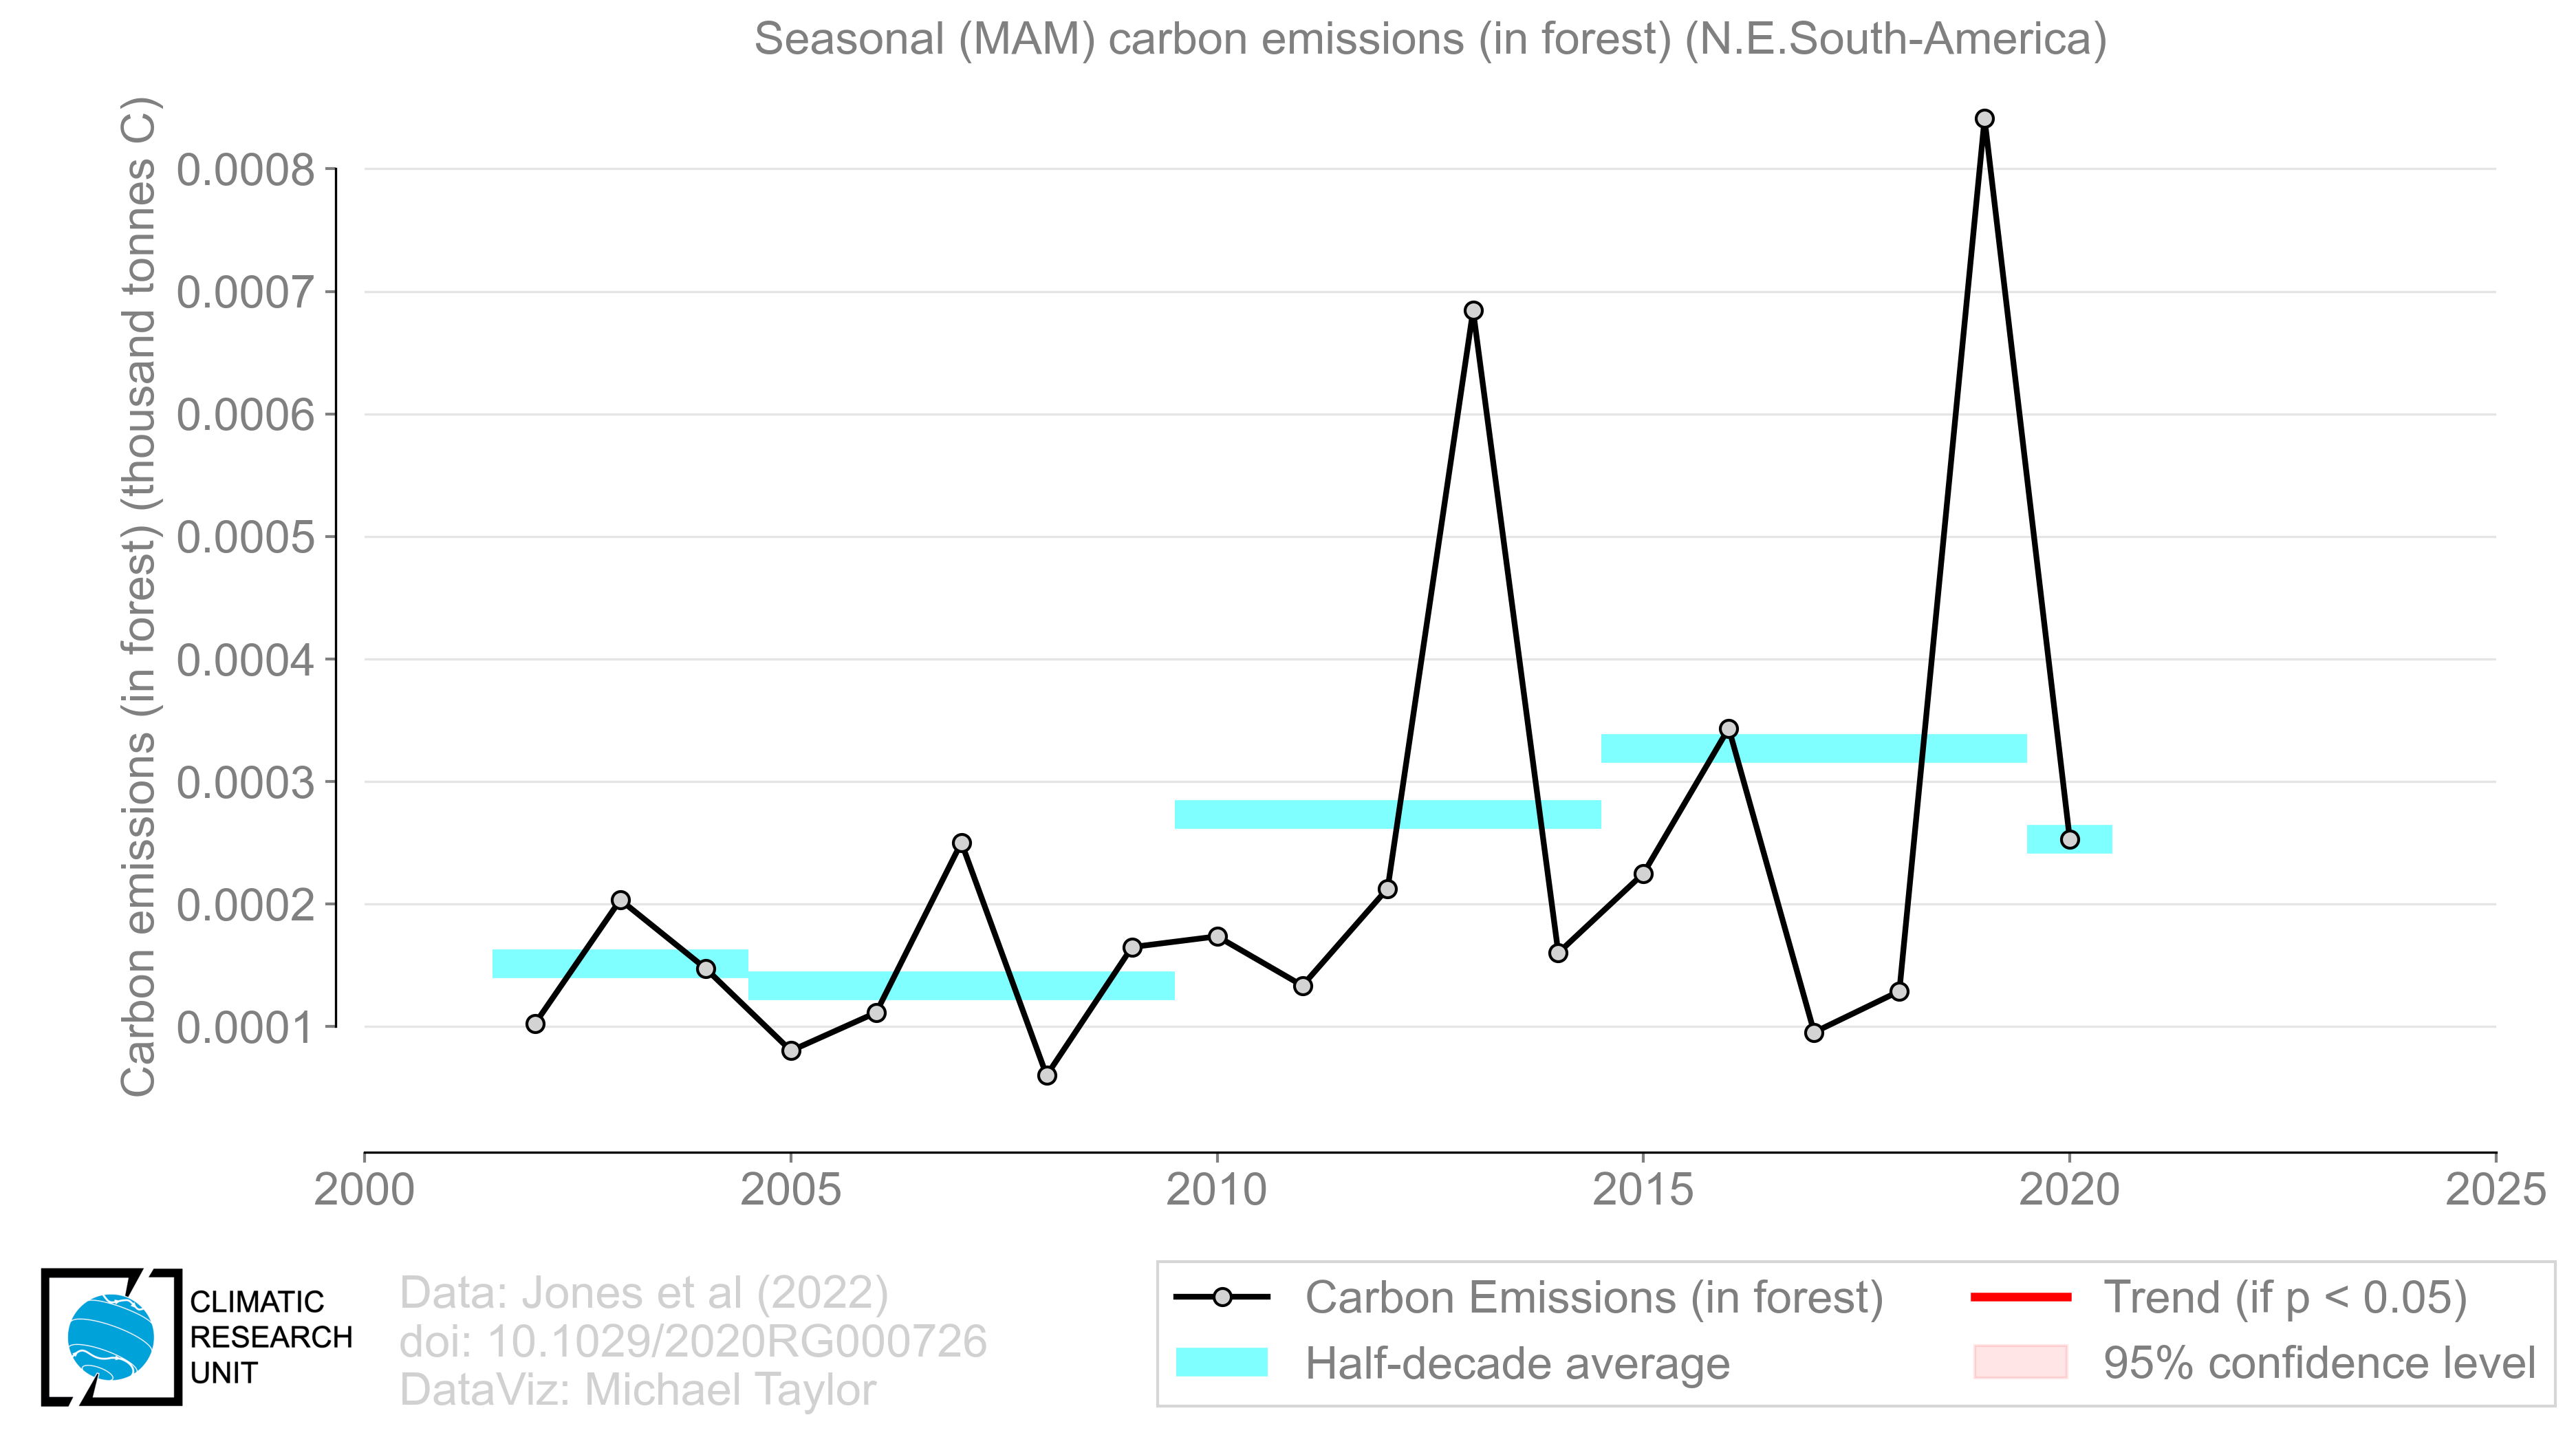 Seasonal (MAM) carbon emissions (in forest) (N.E.South-America)
Carbon emissions (in forest) (thousand tonnes C)
0.0008
0.0007
0.0006
0.0005
0.0004
0.0003
0.0002
0.0001
2000 2005 2010 2015 2020 2025
CLIMATIC
RESEARCH
UNIT
Data: Jones et al (2022)
doi: 10.1029/2020RG000726
DataViz: Michael Taylor
Carbon Emissions (in forest)
Half-decade average
Trend (if p < 0.05)
95% confidence level